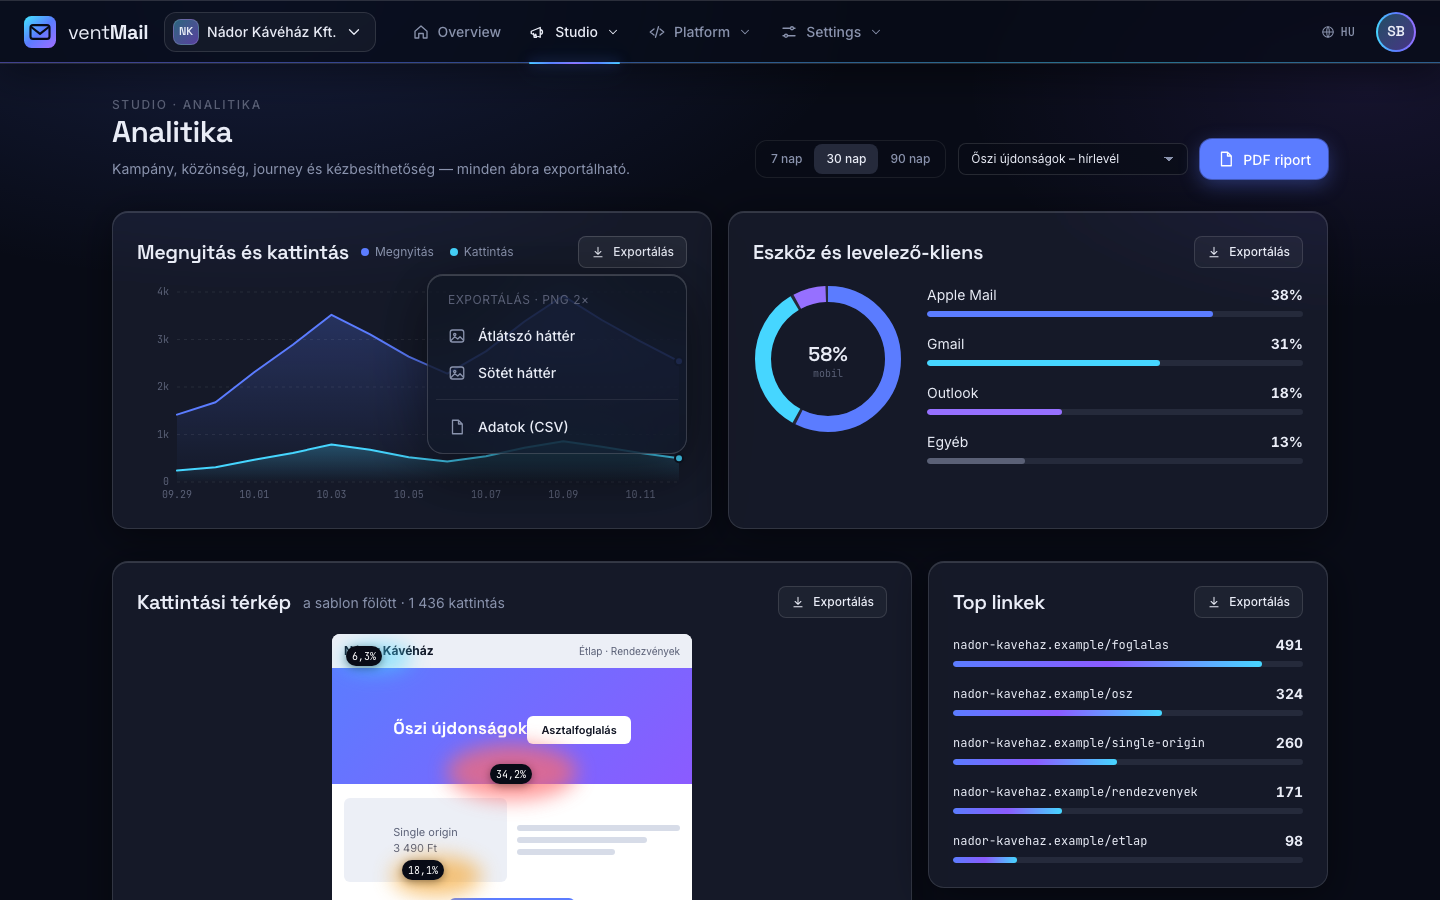 ventMail
NK Nádor Kávéház Kft.
Overview
Studio
Platform
Settings
HU
SB
STUDIO · ANALITIKA
Analitika
Kampány, közönség, journey és kézbesíthetőség — minden ábra exportálható.
7 nap
30 nap
90 nap
Őszi újdonságok – hírlevél
PDF riport
Megnyitás és kattintás
Megnyitás
Kattintás
Exportálás
4k
3k
2k
1k
0
09.29
10.01
10.03
10.05
10.07
10.09
10.11
EXPORTÁLÁS · PNG 2×
Átlátszó háttér
Sötét háttér
Adatok (CSV)
Eszköz és levelező-kliens
Exportálás
58%
mobil
Apple Mail 38%
Gmail 31%
Outlook 18%
Egyéb 13%
Kattintási térkép
a sablon fölött · 1 436 kattintás
Exportálás
Kávéház
6,3%
Étlap · Rendezvények
Őszi újdonságok
Asztalfoglalás
34,2%
Single origin
3 490 Ft
18,1%
Top linkek
Exportálás
nador-kavehaz.example/foglalas 491
nador-kavehaz.example/osz 324
nador-kavehaz.example/single-origin 260
nador-kavehaz.example/rendezvenyek 171
nador-kavehaz.example/etlap 98